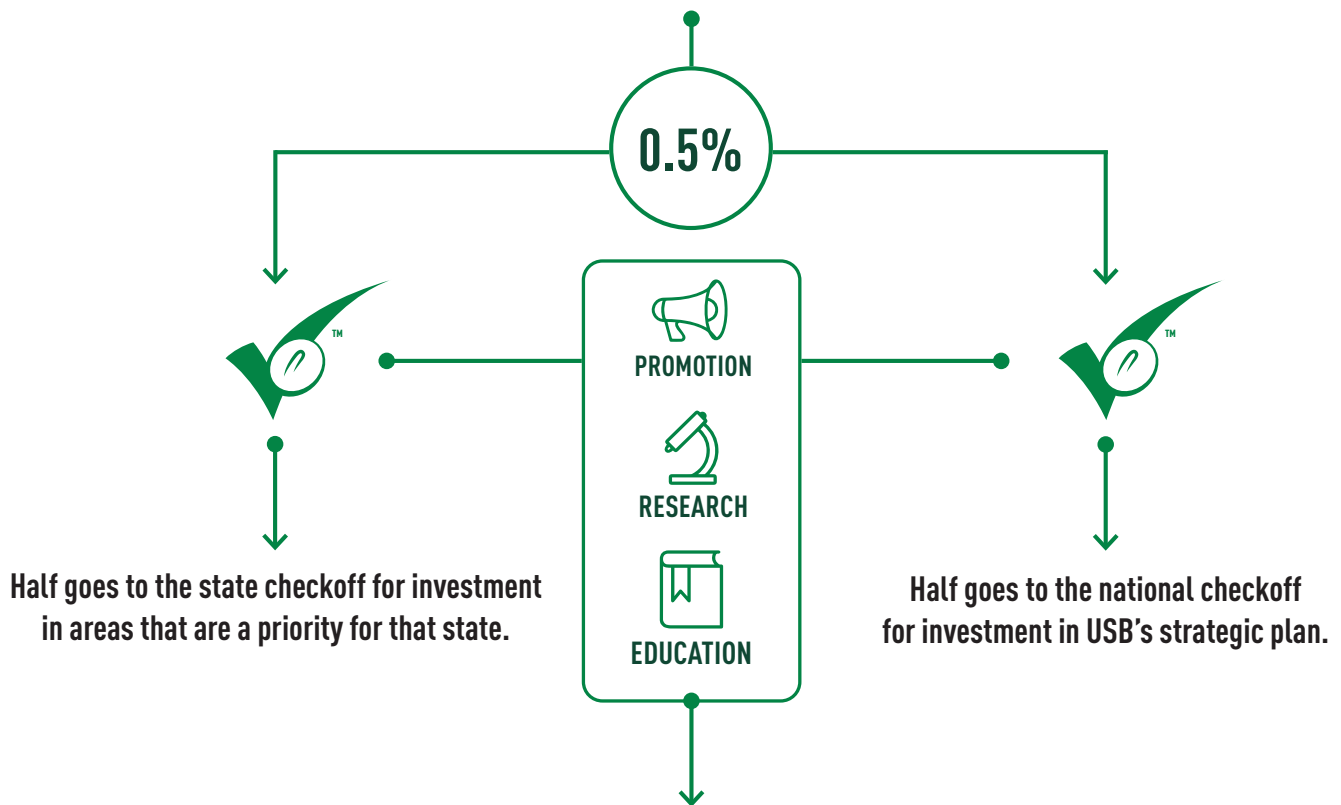 0.5%
TM
TM
PROMOTION
RESEARCH
EDUCATION
Half goes to the state checkoff for investment
in areas that are a priority for that state.
Half goes to the national checkoff
for investment in USB’s strategic plan.